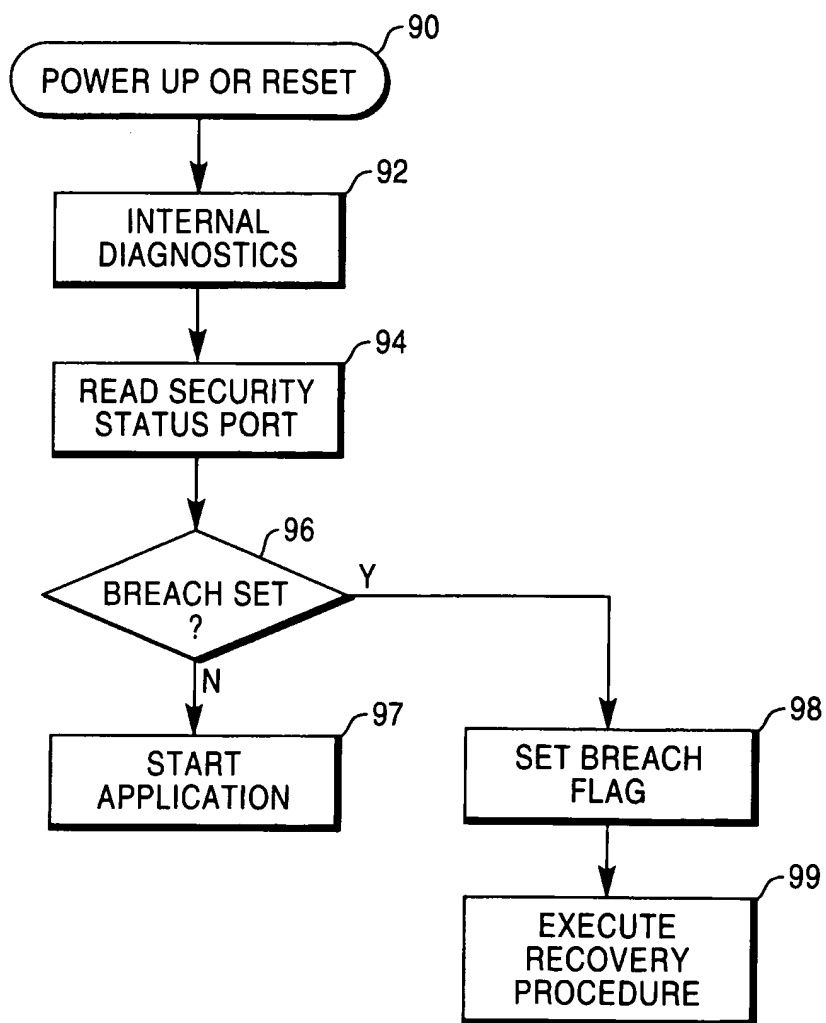 90
POWER UP OR RESET
92
INTERNAL
DIAGNOSTICS
94
READ SECURITY
STATUS PORT
96
BREACH SET
?
Y
N
97
START
APPLICATION
98
SET BREACH
FLAG
99
EXECUTE
RECOVERY
PROCEDURE